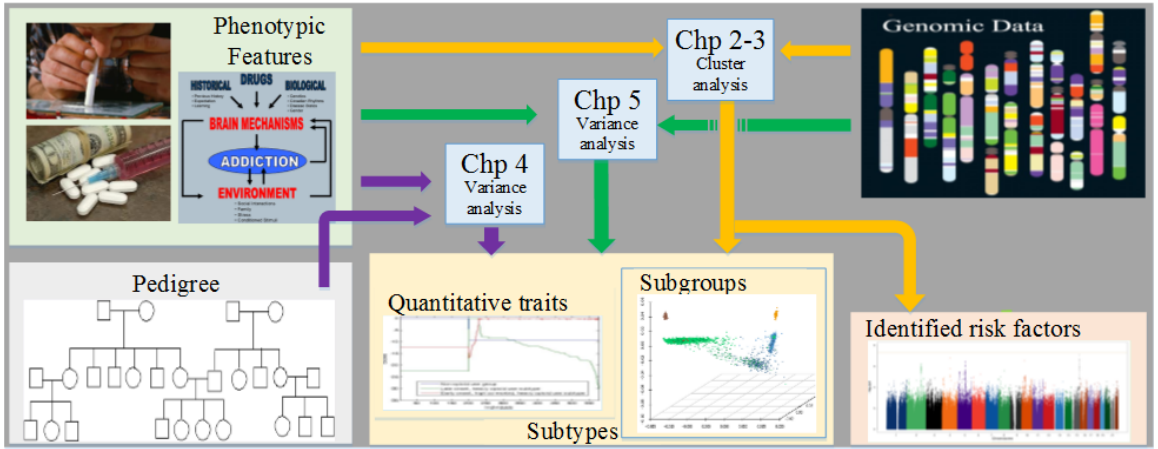 Phenotypic
Features
HISTORICAL
DRUGS
BIOLOGICAL
BRAIN MECHANISMS
ADDICTION
ENVIRONMENT
Chp 2-3
Cluster
analysis
Chp 5
Variance
analysis
Chp 4
Variance
analysis
Genomic Data
Pedigree
Quantitative traits
Subgroups
Subtypes
Identified risk factors